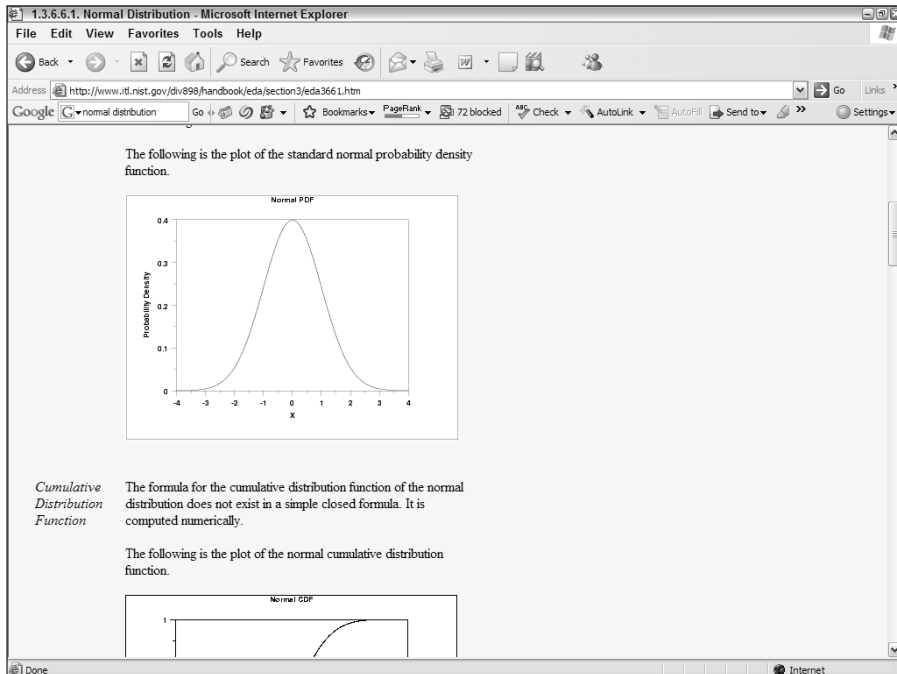 1.3.6.6.1. Normal Distribution - Microsoft Internet Explorer
File Edit View Favorites Tools Help
Back Search Favorites
Address http://www.itl.nist.gov/div898/handbook/eda/section3/eda3661.htm Go Links
Google normal distribution Go Bookmarks PageRank 72 blocked ABC Check AutoLink AutoFill Send to Settings
The following is the plot of the standard normal probability density
function.
Normal PDF
0.4
0.3
0.2
0.1
0
Probability Density
-4 -3 -2 -1 0 1 2 3 4
X
Cumulative
Distribution
Function
The formula for the cumulative distribution function of the normal
distribution does not exist in a simple closed formula. It is
computed numerically.
The following is the plot of the normal cumulative distribution
function.
Normal CDF
1
Done Internet